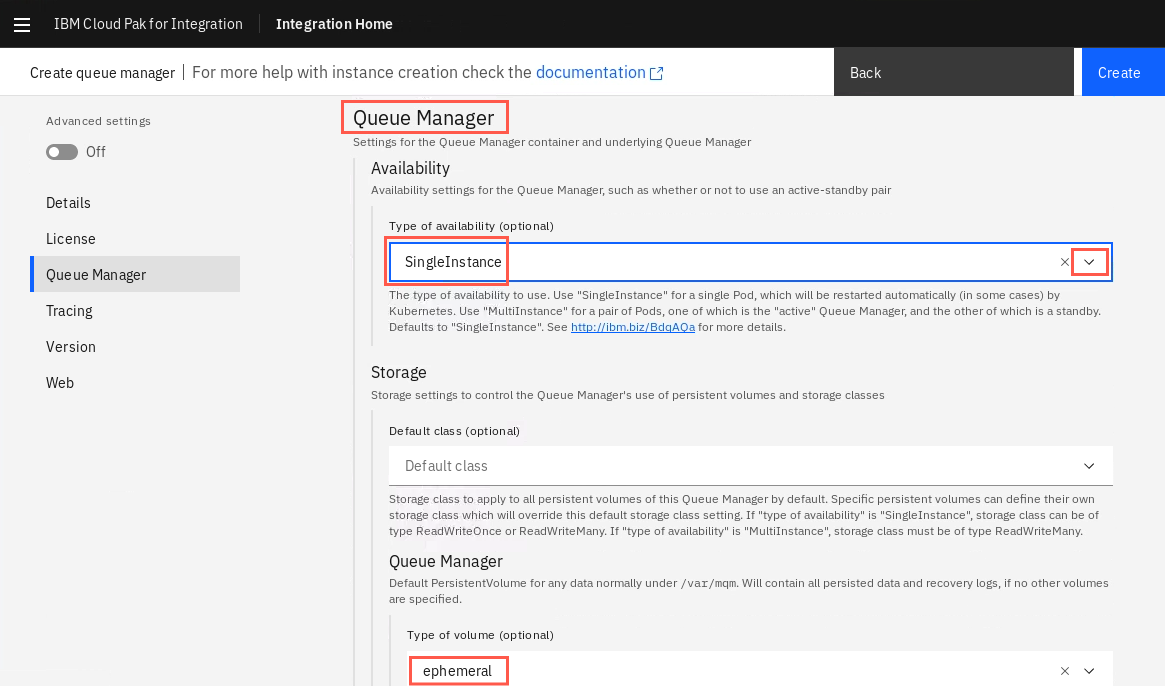 IBM Cloud Pak for Integration
Integration Home
Create queue manager
For more help with instance creation check the documentation
Back
Create
Advanced settings
Off
Details
License
Queue Manager
Tracing
Version
Web
Queue Manager
Settings for the Queue Manager container and underlying Queue Manager
Availability
Availability settings for the Queue Manager, such as whether or not to use an active-standby pair
Type of availability (optional)
SingleInstance
The type of availability to use. Use "SingleInstance" for a single Pod, which will be restarted automatically (in some cases) by
Kubernetes. Use "MultiInstance" for a pair of Pods, one of which is the "active" Queue Manager, and the other of which is a standby.
Defaults to "SingleInstance". See http://ibm.biz/BdqAQa for more details.
Storage
Storage settings to control the Queue Manager's use of persistent volumes and storage classes
Default class (optional)
Default class
Storage class to apply to all persistent volumes of this Queue Manager by default. Specific persistent volumes can define their own
storage class which will override this default storage class setting. If "type of availability" is "SingleInstance", storage class can be of
type ReadWriteOnce or ReadWriteMany. If "type of availability" is "MultiInstance", storage class must be of type ReadWriteMany.
Queue Manager
Default PersistentVolume for any data normally under /var/mqm. Will contain all persisted data and recovery logs, if no other volumes
are specified.
Type of volume (optional)
ephemeral